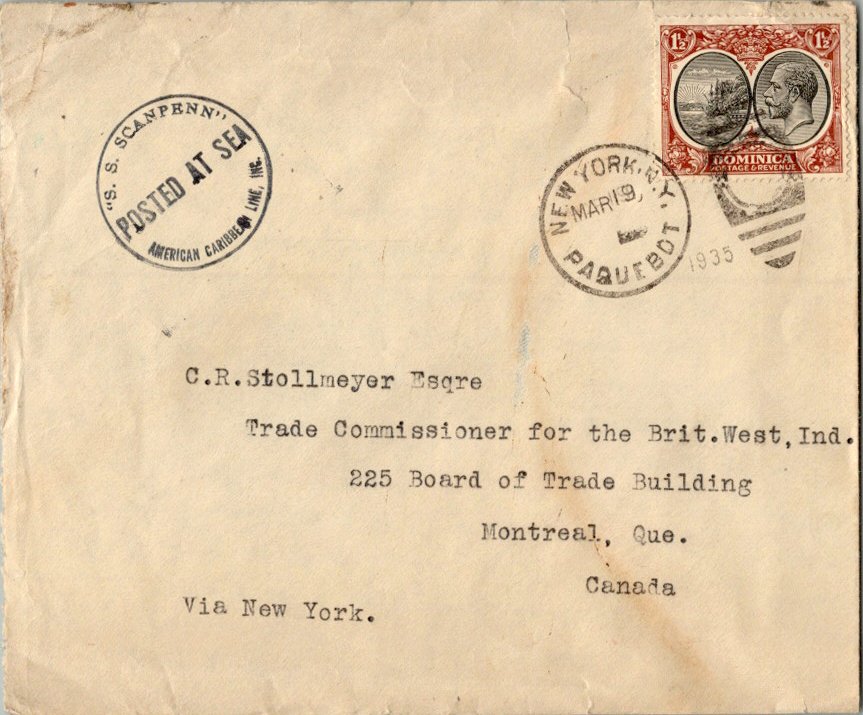 "S. S. SCANPENN"
POSTED AT SEA
AMERICAN CARIBBEAN LINE, INC.
1½ 1½
DOMINICA
POSTAGE & REVENUE
NEW YORK, N.Y.
MAR 19,
1935
PAQUEBOT
C.R.Stollmeyer Esqre
Trade Commissioner for the Brit.West,Ind.
225 Board of Trade Building
Montreal, Que.
Canada
Via New York.